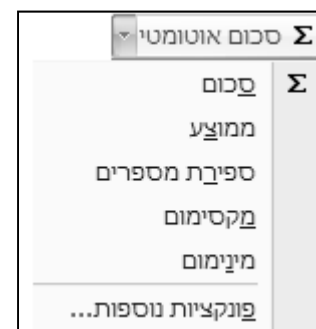 Σ סכום אוטומטי
Σ סכום
ממוצע
ספירת מספרים
מקסימום
מינימום
פונקציות נוספות...